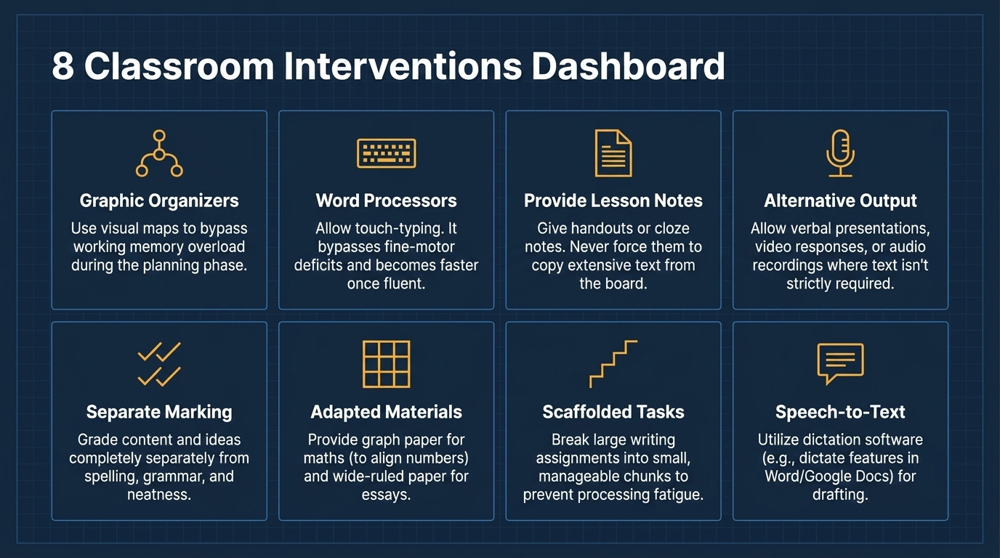 8 Classroom Interventions Dashboard
Graphic Organizers
Use visual maps to bypass
working memory overload
during the planning phase.
Word Processors
Allow touch-typing. It
bypasses fine-motor
deficits and becomes faster
once fluent.
Provide Lesson Notes
Give handouts or cloze
notes. Never force them to
copy extensive text from
the board.
Alternative Output
Allow verbal presentations,
video responses, or audio
recordings where text isn't
strictly required.
Separate Marking
Grade content and ideas
completely separately from
spelling, grammar, and
neatness.
Adapted Materials
Provide graph paper for
maths (to align numbers)
and wide-ruled paper for
essays.
Scaffolded Tasks
Break large writing
assignments into small,
manageable chunks to
prevent processing fatigue.
Speech-to-Text
Utilize dictation software
(e.g., dictate features in
Word/Google Docs) for
drafting.